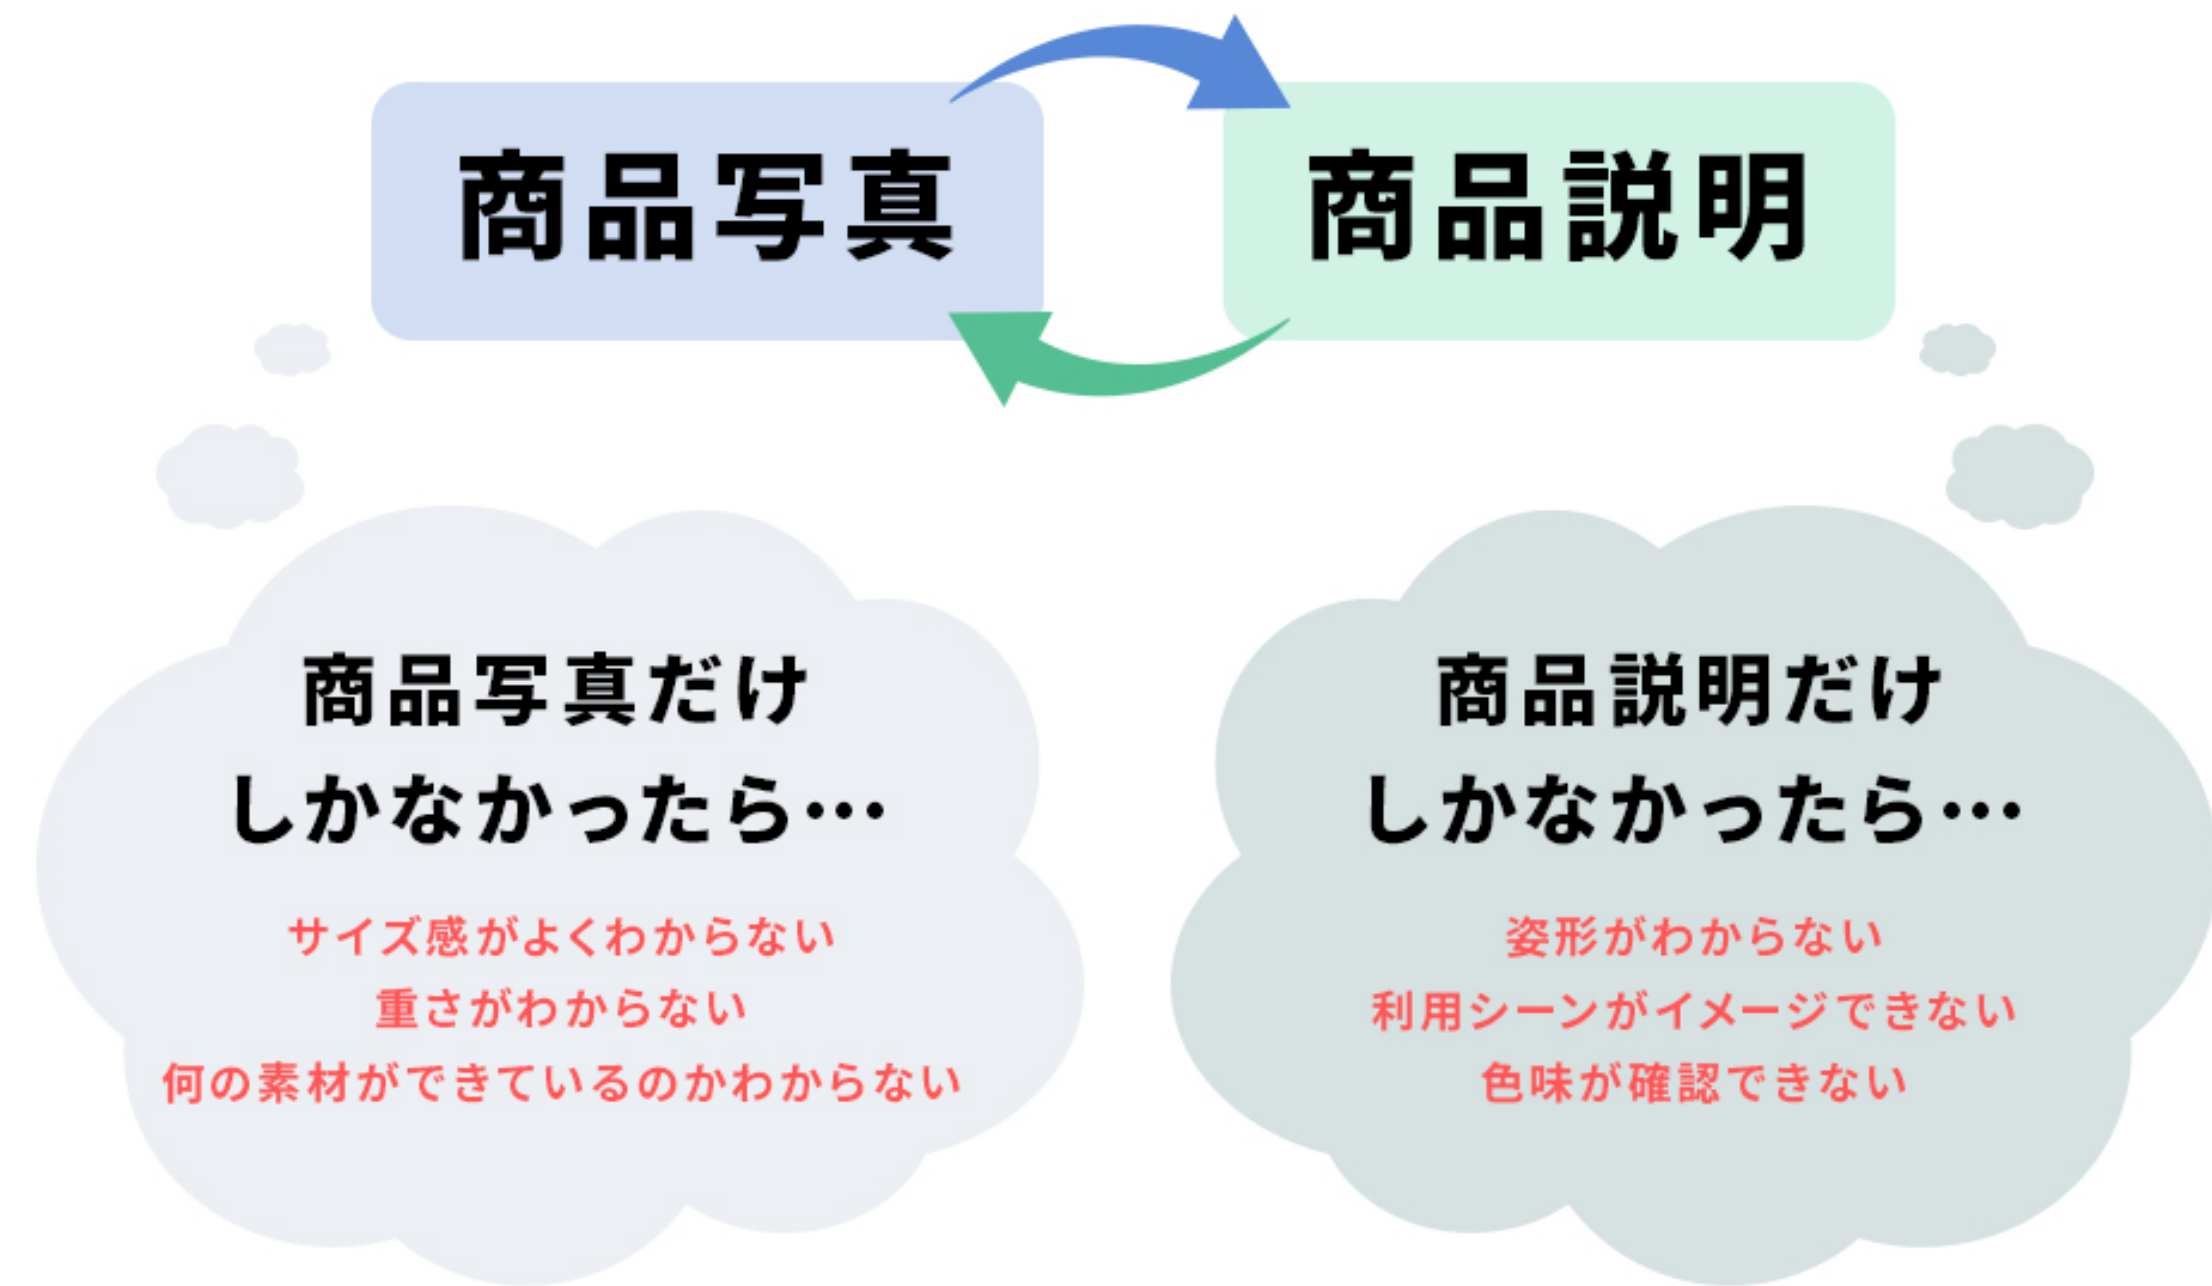 商品写真
商品説明
商品写真だけ
しかなかったら…
サイズ感がよくわからない
重さがわからない
何の素材ができているのかわからない
商品説明だけ
しかなかったら…
姿形がわからない
利用シーンがイメージできない
色味が確認できない